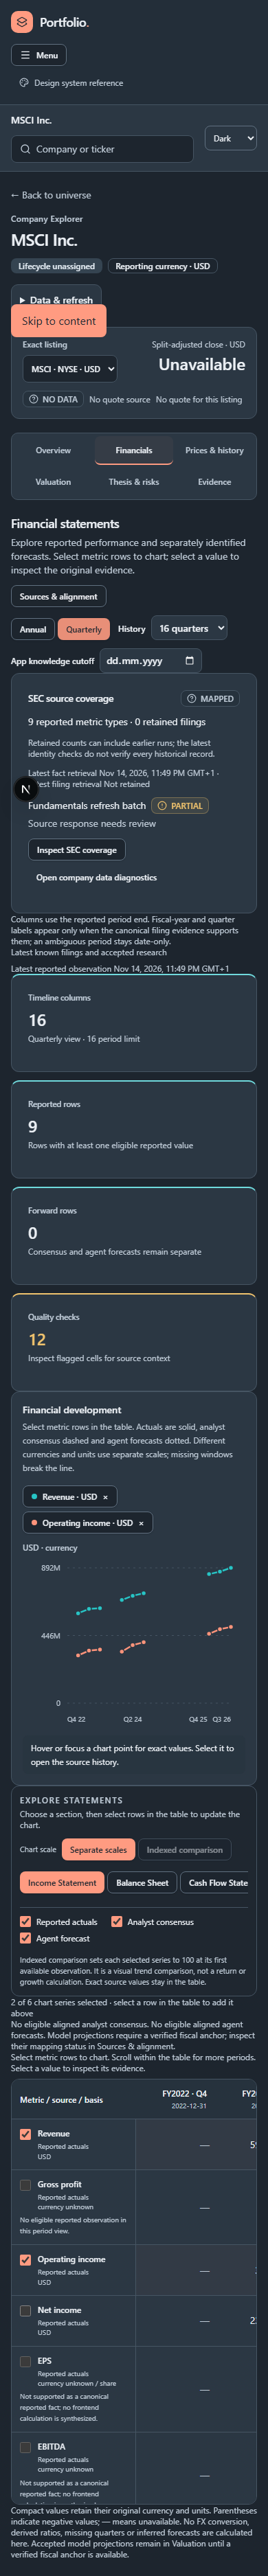 Portfolio.
Menu
Design system reference
MSCI Inc.
Company or ticker
Dark
← Back to universe
Company Explorer
MSCI Inc.
Lifecycle unassigned
Reporting currency · USD
Data & refresh
Skip to content
Exact listing
Split-adjusted close · USD
MSCI · NYSE · USD
Unavailable
NO DATA
No quote source
No quote for this listing
Overview
Financials
Prices & history
Valuation
Thesis & risks
Evidence
Financial statements
Explore reported performance and separately identified
forecasts. Select metric rows to chart; select a value to
inspect the original evidence.
Sources & alignment
Annual
Quarterly
History
16 quarters
App knowledge cutoff
dd.mm.yyyy
SEC source coverage
MAPPED
9 reported metric types · 0 retained filings
Retained counts can include earlier runs; the latest
identity checks do not verify every historical record.
Latest fact retrieved Nov 14, 2026, 11:49 PM GMT+1 ·
Latest filing retrieved Not retained
N
Fundamentals refresh batch
PARTIAL
Source response needs review
Inspect SEC coverage
Open company data diagnostics
Columns use the reported period end. Fiscal-year and quarter
labels appear only when the canonical filing evidence supports
them; an ambiguous period stays date-only.
Latest known filings and accepted research
Latest reported observation Nov 14, 2026, 11:49 PM GMT+1
Timeline columns
16
Quarterly view · 16 period limit
Reported rows
9
Rows with at least one eligible reported value
Forward rows
0
Consensus and agent forecasts remain separate
Quality checks
12
Inspect flagged cells for source context
Financial development
Select metric rows in the table. Actuals are solid, analyst
consensus dashed and agent forecasts dotted. Different
currencies and units use separate scales; missing windows
break the line.
Revenue · USD ×
Operating income · USD ×
USD · currency
892M
446M
0
Q4 22
Q2 24
Q4 25
Q3 26
Hover or focus a chart point for exact values. Select it to
open the source history.
EXPLORE STATEMENTS
Choose a section, then select rows in the table to update the
chart.
Chart scale
Separate scales
Indexed comparison
Income Statement
Balance Sheet
Cash Flow State
Reported actuals
Analyst consensus
Agent forecast
Indexed comparison sets each selected series to 100 at its first
available observation. It is a visual trend comparison, not a return or
growth calculation. Exact source values stay in the table.
2 of 6 chart series selected · select a row in the table to add it
above
No eligible aligned analyst consensus. No eligible aligned agent
forecasts. Model projections require a verified fiscal anchor; inspect
their mapping status in Sources & alignment.
Select metric rows to chart. Scroll within the table for more periods.
Select a value to inspect its evidence.
Metric / source / basis
FY2022 · Q4
2022-12-31
Revenue
Reported actuals
USD
—
Gross profit
Reported actuals
currency unknown
No eligible reported observation in
this period view.
—
Operating income
Reported actuals
USD
—
Net income
Reported actuals
USD
—
EPS
Reported actuals
currency unknown / share
Not supported as a canonical
reported fact; no frontend
calculation is synthesized.
—
EBITDA
Reported actuals
currency unknown
Not supported as a canonical
reported fact; no frontend
—
Compact values retain their original currency and units. Parentheses
indicate negative values; — means unavailable. No FX conversion,
derived ratios, missing quarters or inferred forecasts are calculated
here. Accepted model projections remain in Valuation until a
verified fiscal anchor is available.